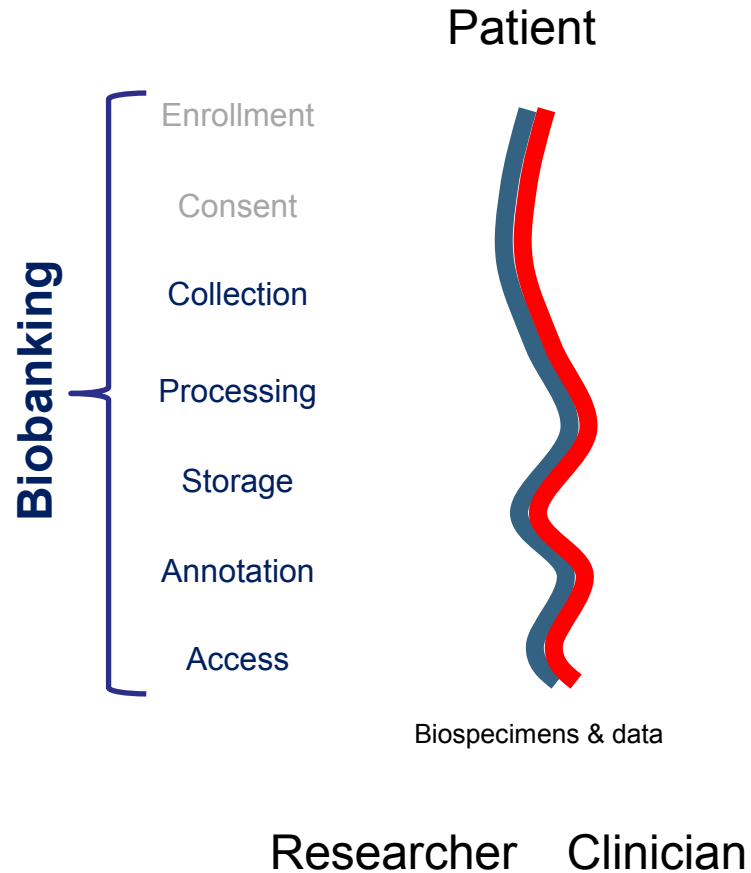 Patient
Biobanking
Enrollment
Consent
Collection
Processing
Storage
Annotation
Access
Biospecimens & data
Researcher Clinician